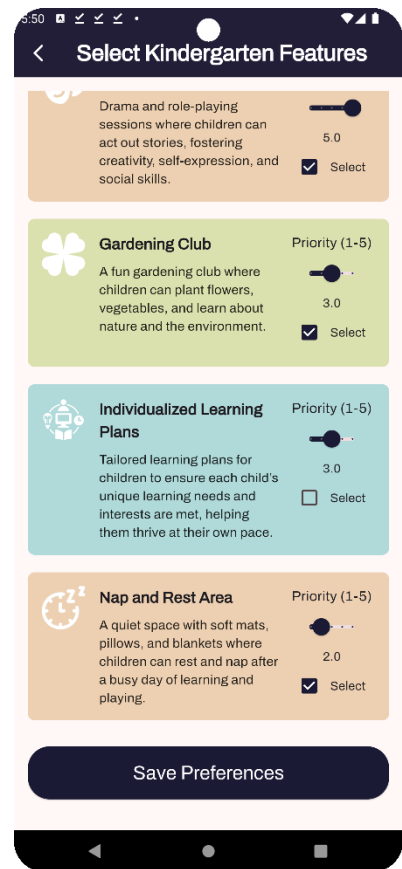 5:50
Select Kindergarten Features
Drama and role-playing
sessions where children can
act out stories, fostering
creativity, self-expression, and
social skills.
5.0
Select
Gardening Club
Priority (1-5)
A fun gardening club where
children can plant flowers,
vegetables, and learn about
nature and the environment.
3.0
Select
Individualized Learning
Plans
Priority (1-5)
Tailored learning plans for
children to ensure each child's
unique learning needs and
interests are met, helping
them thrive at their own pace.
3.0
Select
Nap and Rest Area
Priority (1-5)
A quiet space with soft mats,
pillows, and blankets where
children can rest and nap after
a busy day of learning and
playing.
2.0
Select
Save Preferences